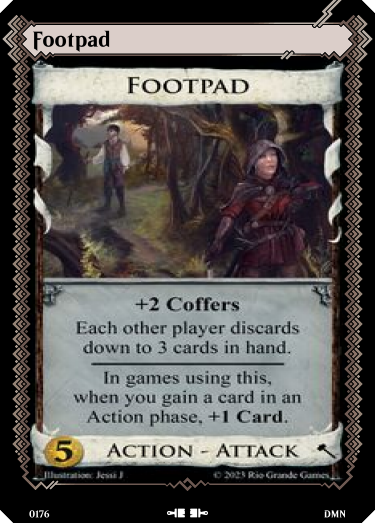 Footpad
FOOTPAD
+2 Coffers
Each other player discards
down to 3 cards in hand.
In games using this,
when you gain a card in an
Action phase, +1 Card.
5 ACTION - ATTACK
Illustration: Jessi J © 2023 Rio Grande Games
0176 DMN